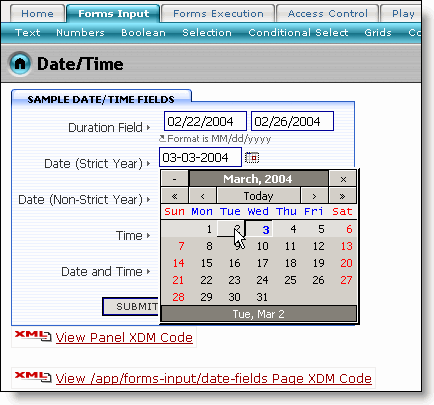 Home Forms Input Forms Execution Access Control Play
Text Numbers Boolean Selection Conditional Select Grids Co
Date/Time
SAMPLE DATE/TIME FIELDS
Duration Field 02/22/2004 02/26/2004
Format is MM/dd/yyyy
Date (Strict Year) 03-03-2004
- March, 2004 ×
Date (Non-Strict Year) « ‹ Today › »
Sun Mon Tue Wed Thu Fri Sat
1 2 3 4 5 6
Time 7 8 9 10 11 12 13
14 15 16 17 18 19 20
Date and Time 21 22 23 24 25 26 27
28 29 30 31
SUBMIT Tue, Mar 2
XML View Panel XDM Code
XML View /app/forms-input/date-fields Page XDM Code